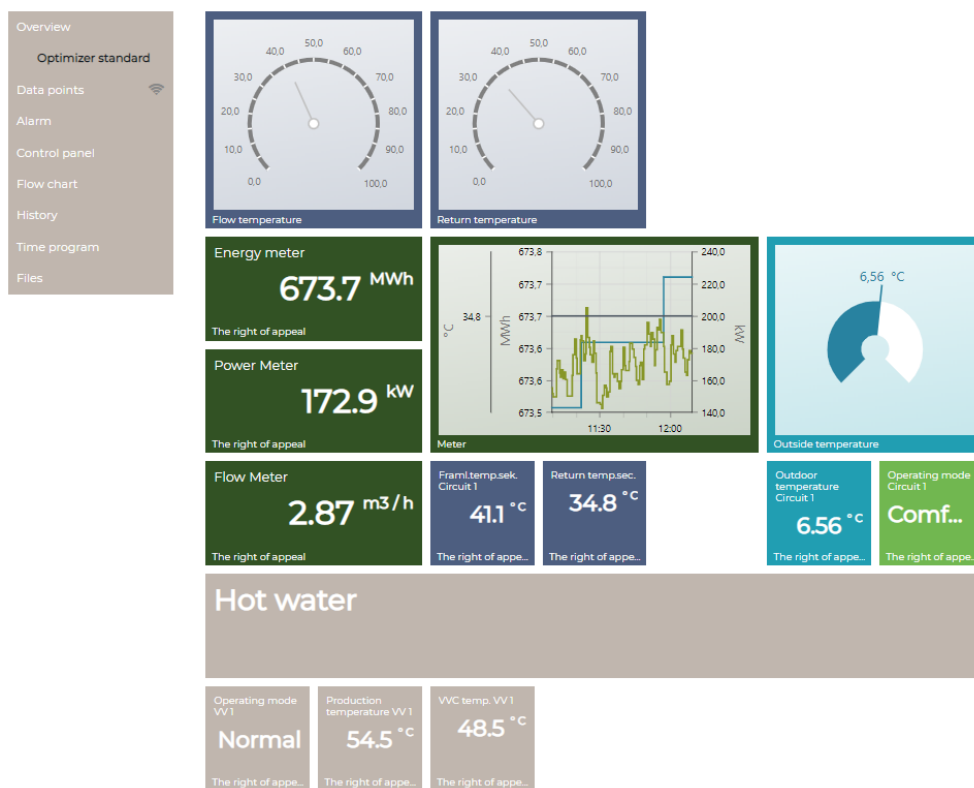 Overview
Optimizer standard
Data points
Alarm
Control panel
Flow chart
History
Time program
Files
0,0
10,0
20,0
30,0
40,0
50,0
60,0
70,0
80,0
90,0
100,0
Flow temperature
0,0
10,0
20,0
30,0
40,0
50,0
60,0
70,0
80,0
90,0
100,0
Return temperature
Energy meter
673.7 MWh
The right of appeal
Power Meter
172.9 kW
The right of appeal
°C
34,8
MWh
673,8
673,7
673,7
673,6
673,6
673,5
240,0
220,0
200,0
180,0
160,0
140,0
kW
11:30
12:00
Meter
6,56 °C
Outside temperature
Flow Meter
2.87 m3/h
The right of appeal
Framl.temp.sek.
Circuit 1
41.1 °C
The right of appe...
Return temp.sec.
34.8 °C
The right of appe...
Outdoor
temperature
Circuit 1
6.56 °C
The right of appe...
Operating mode
Circuit 1
Comf...
The right of appe...
Hot water
Operating mode
VV 1
Normal
The right of appe...
Production
temperature VV 1
54.5 °C
The right of appe...
VVC temp. VV 1
48.5 °C
The right of appe...